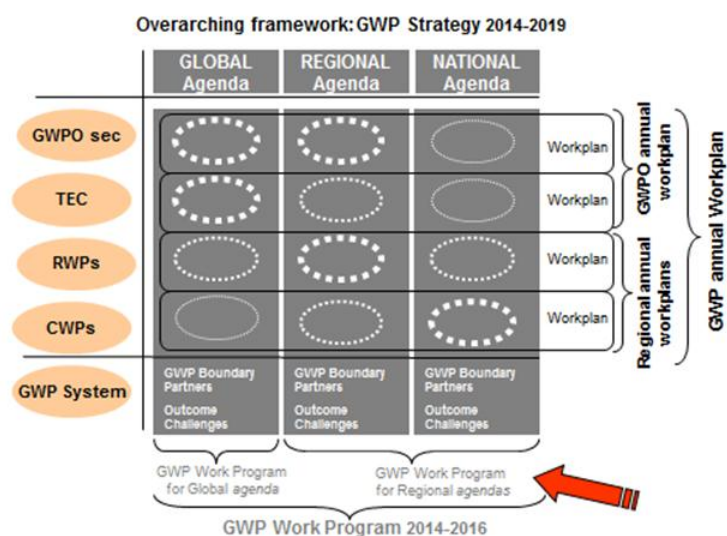 Overarching framework: GWP Strategy 2014-2019
GLOBAL
Agenda
REGIONAL
Agenda
NATIONAL
Agenda
GWPO sec
Workplan
TEC
Workplan
RWPs
Workplan
CWPs
Workplan
GWPO annual
workplan
Regional annual
workplans
GWP annual Workplan
GWP System
GWP Boundary
Partners
Outcome
Challenges
GWP Boundary
Partners
Outcome
Challenges
GWP Boundary
Partners
Outcome
Challenges
GWP Work Program
for Global agenda
GWP Work Program
for Regional agendas
GWP Work Program 2014-2016